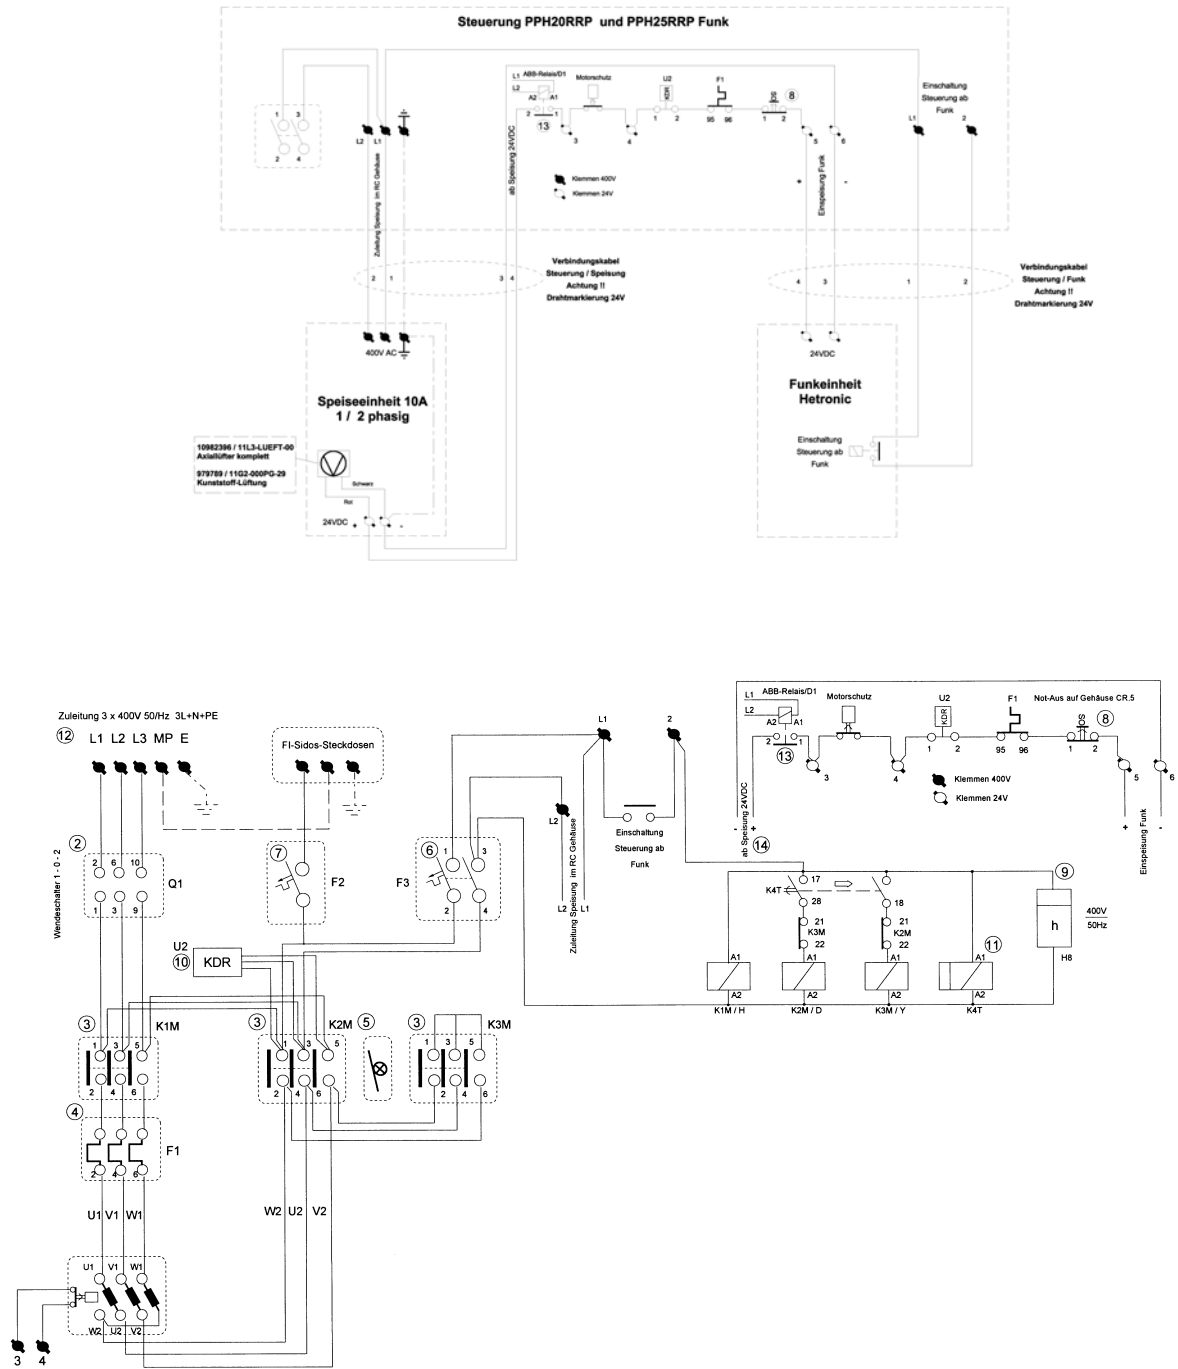 Steuerung PPH20RRP und PPH25RRP Funk
L1
ABB-Relais/D1
Motorschutz
U2
F1
L2
KDR
SO
8
A2 A1
Einschaltung
Steuerung ab
Funk
1 3
2 4
2 1
13
3
4
1 2
95 96
1 2
5
6
L1
2
L2 L1
Klemmen 400V
Klemmen 24V
Zuleitung Speisung im RC Gehäuse
ab Speisung 24VDC
+
Einspeisung Funk
-
Verbindungskabel
Steuerung / Speisung
Achtung !!
Drahtmarkierung 24V
2 1
3 4
Verbindungskabel
Steuerung / Funk
Achtung !!
Drahtmarkierung 24V
4 3
1
2
400V AC
Speiseeinheit 10A
1 / 2 phasig
24VDC
Funkeinheit
Hetronic
Einschaltung
Steuerung ab
Funk
10982396 / 11L3-LUEFT-00
Axiallüfter komplett
979789 / 11G2-000PG-29
Kunststoff-Lüftung
Schwarz
Rot
24VDC + -
Zuleitung 3 x 400V 50/Hz 3L+N+PE
12
L1 L2 L3 MP E
FI-Sidos-Steckdosen
L1
2
L1
ABB-Relais/D1
Motorschutz
U2
F1
Not-Aus auf Gehäuse CR.5
L2
KDR
SO
8
A2 A1
2 1
13
3
4
1 2
95 96
1 2
5
6
Klemmen 400V
Klemmen 24V
- +
14
ab Speisung 24VDC
+
Einspeisung Funk
-
L2
Einschaltung
Steuerung ab
Funk
Zuleitung Speisung im RC Gehäuse
L2 L1
Wendeschalter 1 - 0 - 2
2
2 6 10
Q1
1 3 9
7
F2
6
F3
1 3
2 4
U2
10
KDR
K4T
17
28
18
21
K3M
22
21
K2M
22
9
h
400V
50Hz
H8
11
A1
A2
A1
A2
A1
A2
A1
A2
K1M / H
K2M / D
K3M / Y
K4T
3
K1M
1 3 5
2 4 6
3
K2M
1 3 5
2 4 6
5
3
K3M
1 3 5
2 4 6
4
F1
2 4 6
U1 V1 W1
W2 U2 V2
U1 V1 W1
W2 U2 V2
3 4